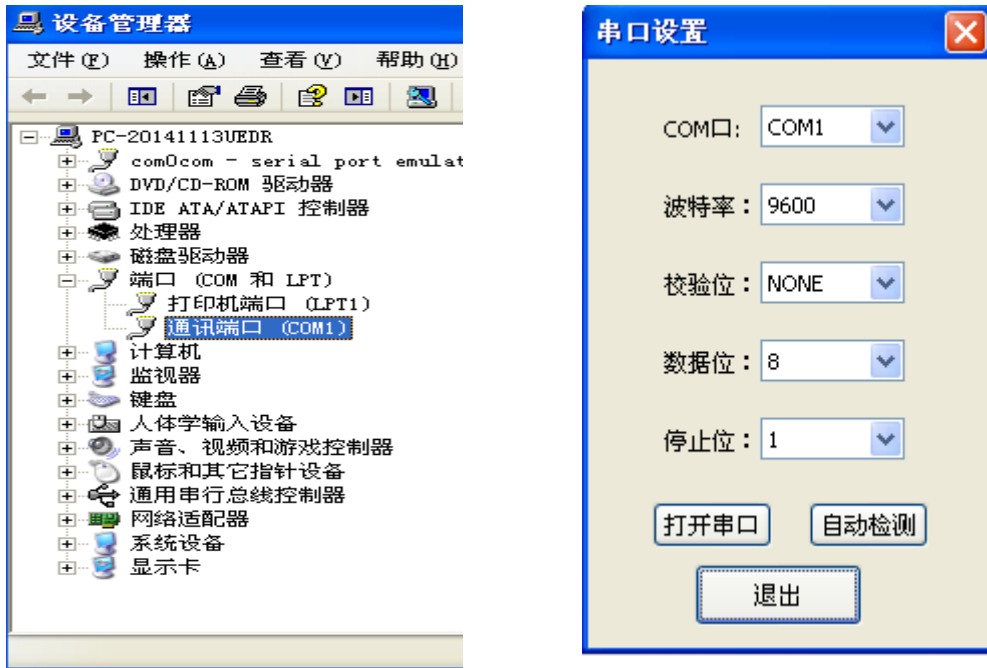 设备管理器
文件(F) 操作(A) 查看(V) 帮助(H)
PC-20141113UEDR
com0com - serial port emulat
DVD/CD-ROM 驱动器
IDE ATA/ATAPI 控制器
处理器
磁盘驱动器
端口 (COM 和 LPT)
打印机端口 (LPT1)
通讯端口 (COM1)
计算机
监视器
键盘
人体学输入设备
声音、视频和游戏控制器
鼠标和其它指针设备
通用串行总线控制器
网络适配器
系统设备
显示卡
串口设置
COM口: COM1
波特率：9600
校验位：NONE
数据位：8
停止位：1
打开串口 自动检测
退出